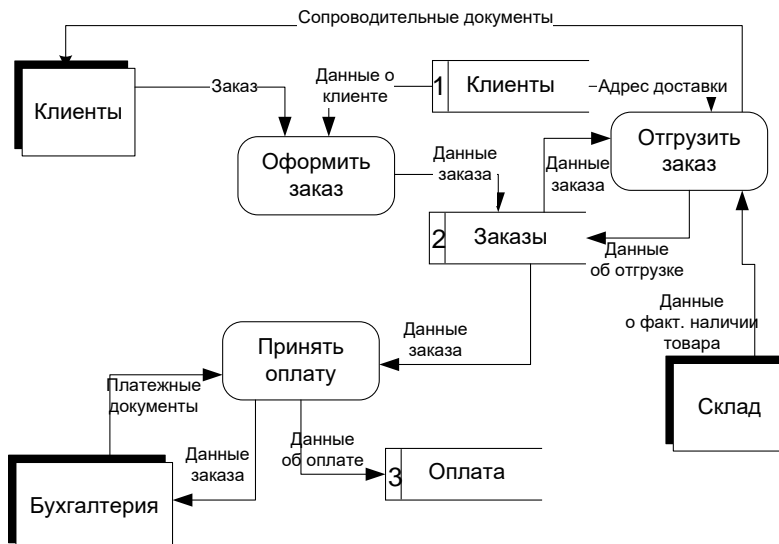 Сопроводительные документы
Клиенты
Заказ
Данные о
клиенте
1
Клиенты
Адрес доставки
Оформить
заказ
Данные
заказа
Данные
заказа
Отгрузить
заказ
2
Заказы
Данные
об отгрузке
Данные
о факт. наличии
товара
Принять
оплату
Данные
заказа
Платежные
документы
Склад
Данные
заказа
Данные
об оплате
3
Оплата
Бухгалтерия